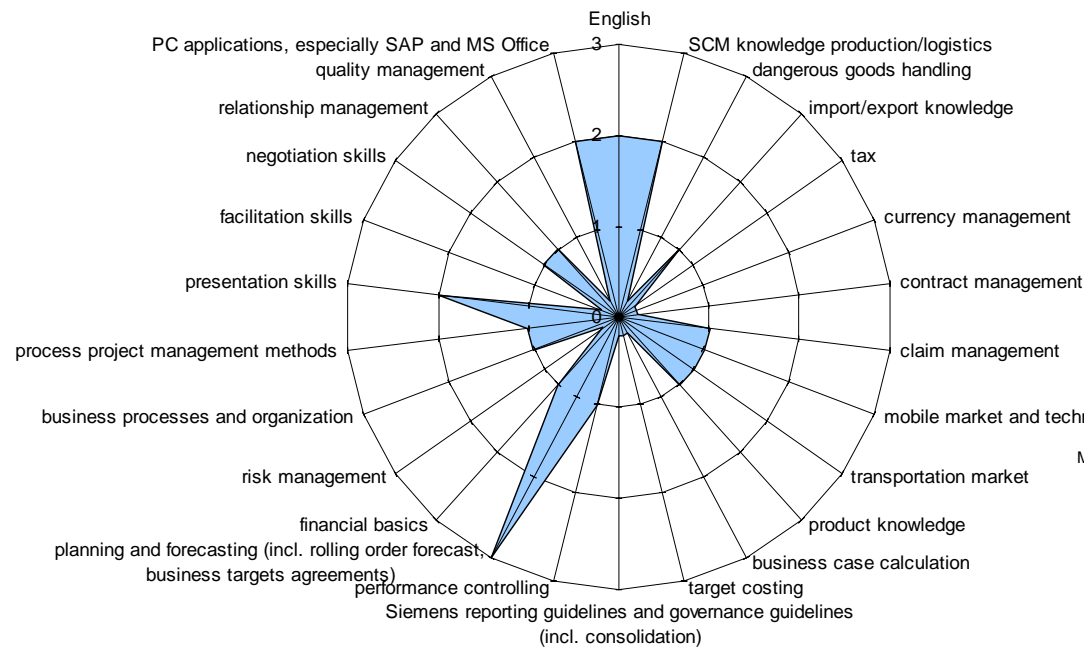 English
PC applications, especially SAP and MS Office
3
SCM knowledge production/logistics
quality management
dangerous goods handling
relationship management
import/export knowledge
2
negotiation skills
tax
facilitation skills
currency management
1
presentation skills
contract management
0
process project management methods
claim management
business processes and organization
mobile market and techn
M
risk management
transportation market
financial basics
product knowledge
planning and forecasting (incl. rolling order forecast,
business case calculation
business targets agreements)
performance controlling
target costing
Siemens reporting guidelines and governance guidelines
(incl. consolidation)